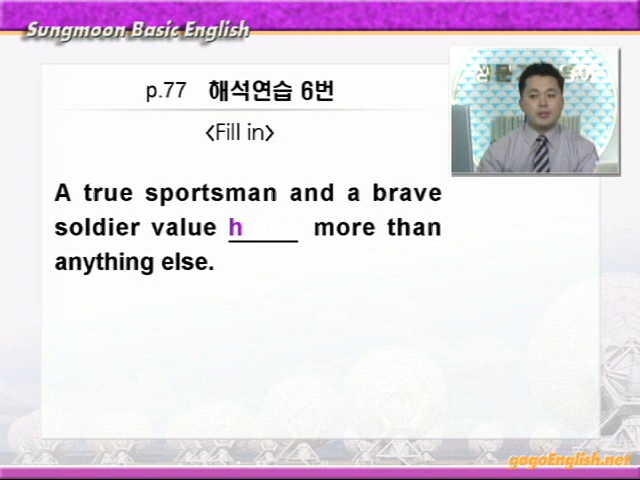 Sungmoon Basic English
p.77 해석연습 6번
<Fill in>
A true sportsman and a brave
soldier value h____ more than
anything else.
gogoEnglish.net